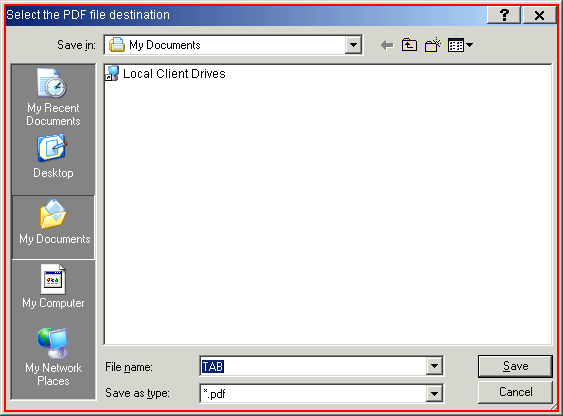 Select the PDF file destination
Save in: My Documents
Local Client Drives
My Recent
Documents
Desktop
My Documents
My Computer
My Network
Places
File name: TAB Save
Save as type: *.pdf Cancel